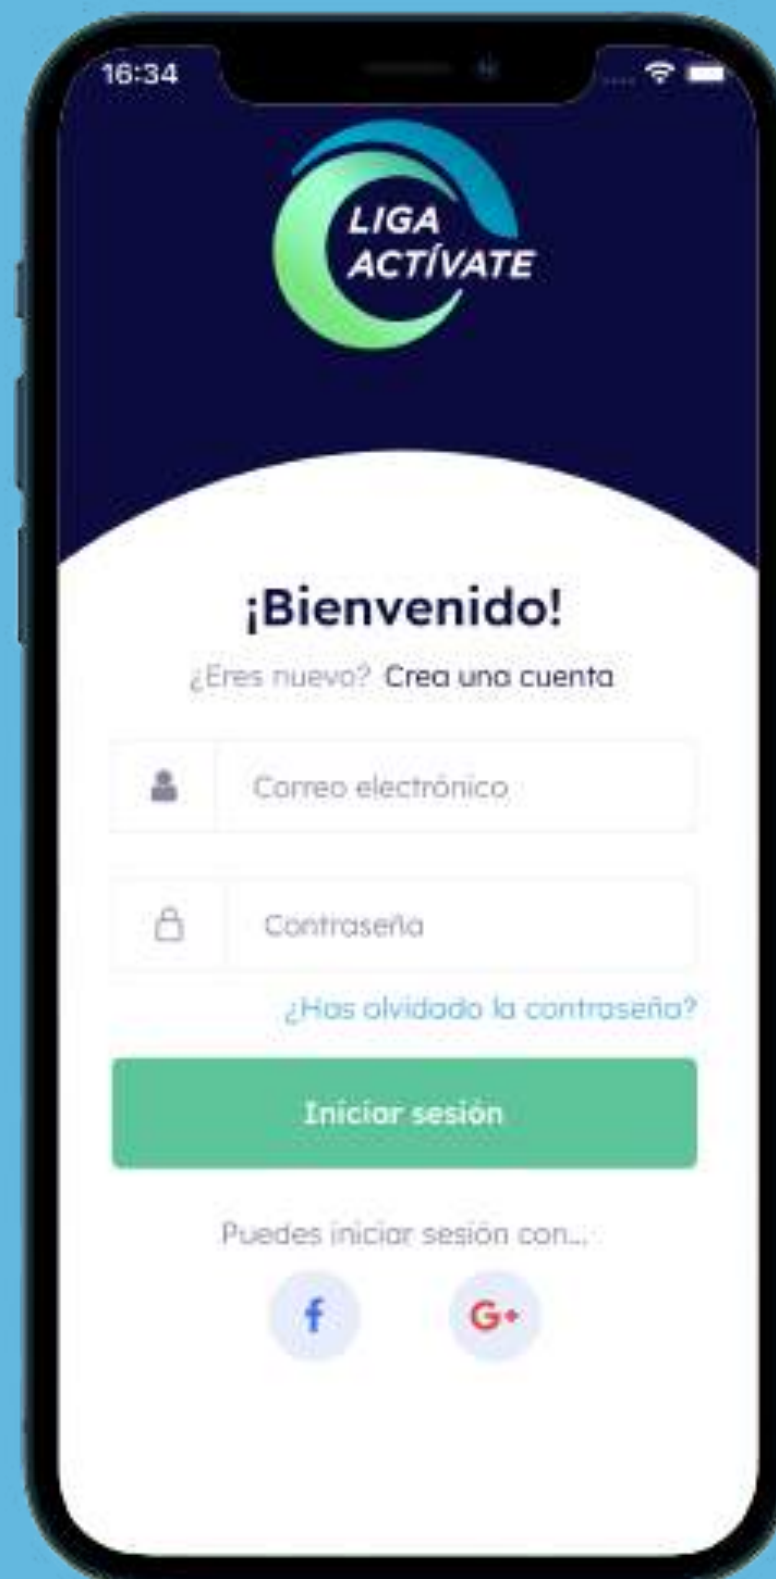 16:34
LIGA
ACTÍVATE
¡Bienvenido!
¿Eres nuevo? Crea una cuenta
Correo electrónico
Contraseña
¿Has olvidado la contraseña?
Iniciar sesión
Puedes iniciar sesión con...
f G+